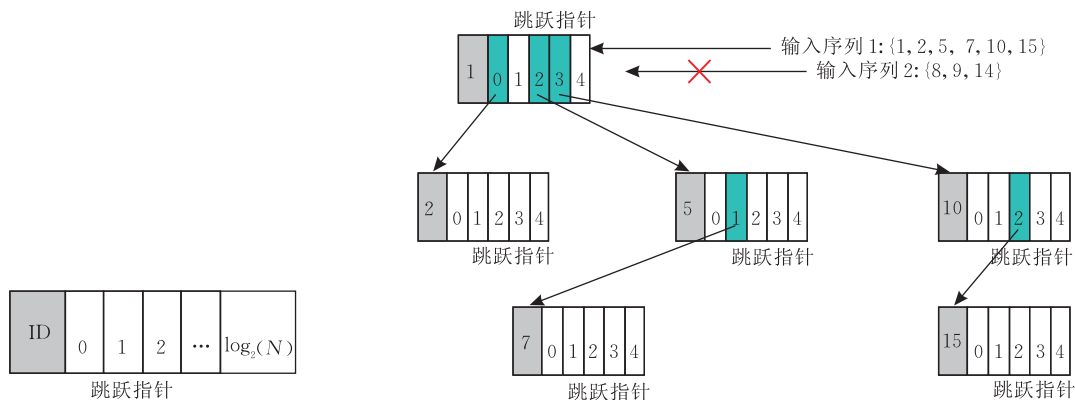 跳跃指针
1 0 1 2 3 4
输入序列 1: {1, 2, 5, 7, 10, 15}
输入序列 2: {8, 9, 14}
2 0 1 2 3 4
跳跃指针
5 0 1 2 3 4
跳跃指针
10 0 1 2 3 4
跳跃指针
ID 0 1 2 ··· log₂(N)
跳跃指针
7 0 1 2 3 4
跳跃指针
15 0 1 2 3 4
跳跃指针